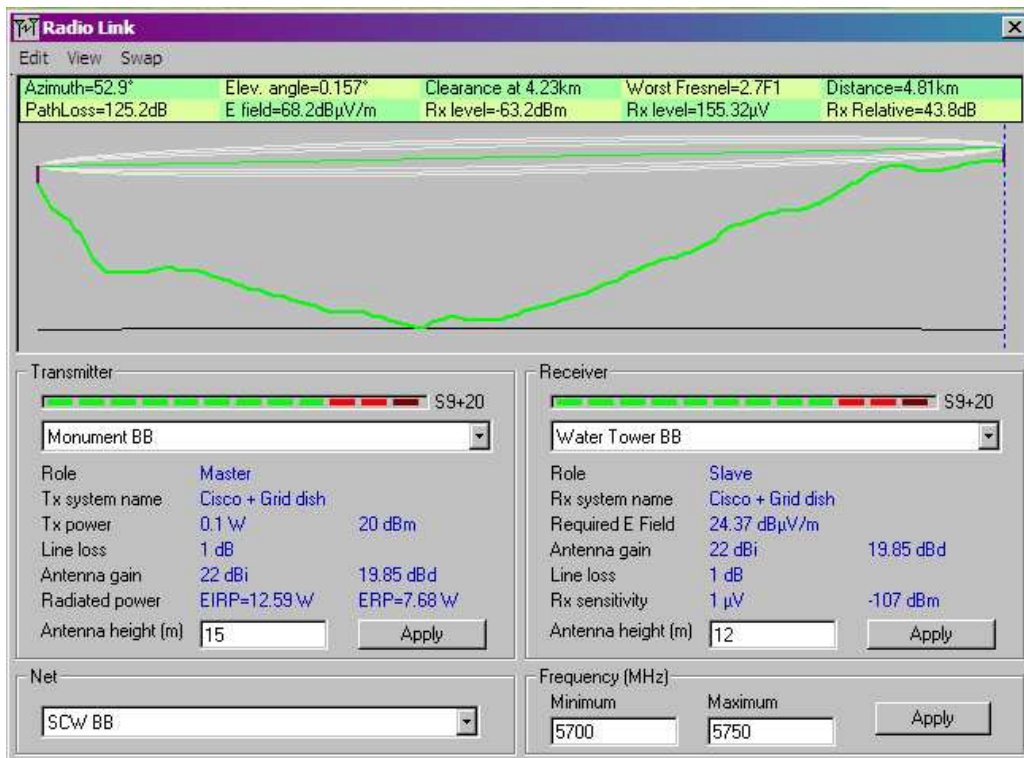 Radio Link
Edit View Swap
Azimuth=52.9° Elev. angle=0.157° Clearance at 4.23km Worst Fresnel=2.7F1 Distance=4.81km
PathLoss=125.2dB E field=68.2dBμV/m Rx level=-63.2dBm Rx level=155.32μV Rx Relative=43.8dB
Transmitter
S9+20
Monument BB
Role Master
Tx system name Cisco + Grid dish
Tx power 0.1 W 20 dBm
Line loss 1 dB
Antenna gain 22 dBi 19.85 dBd
Radiated power EIRP=12.59 W ERP=7.68 W
Antenna height (m) 15 Apply
Receiver
S9+20
Water Tower BB
Role Slave
Rx system name Cisco + Grid dish
Required E Field 24.37 dBμV/m
Antenna gain 22 dBi 19.85 dBd
Line loss 1 dB
Rx sensitivity 1 μV -107 dBm
Antenna height (m) 12 Apply
Net
SCW BB
Frequency (MHz)
Minimum Maximum
5700 5750 Apply